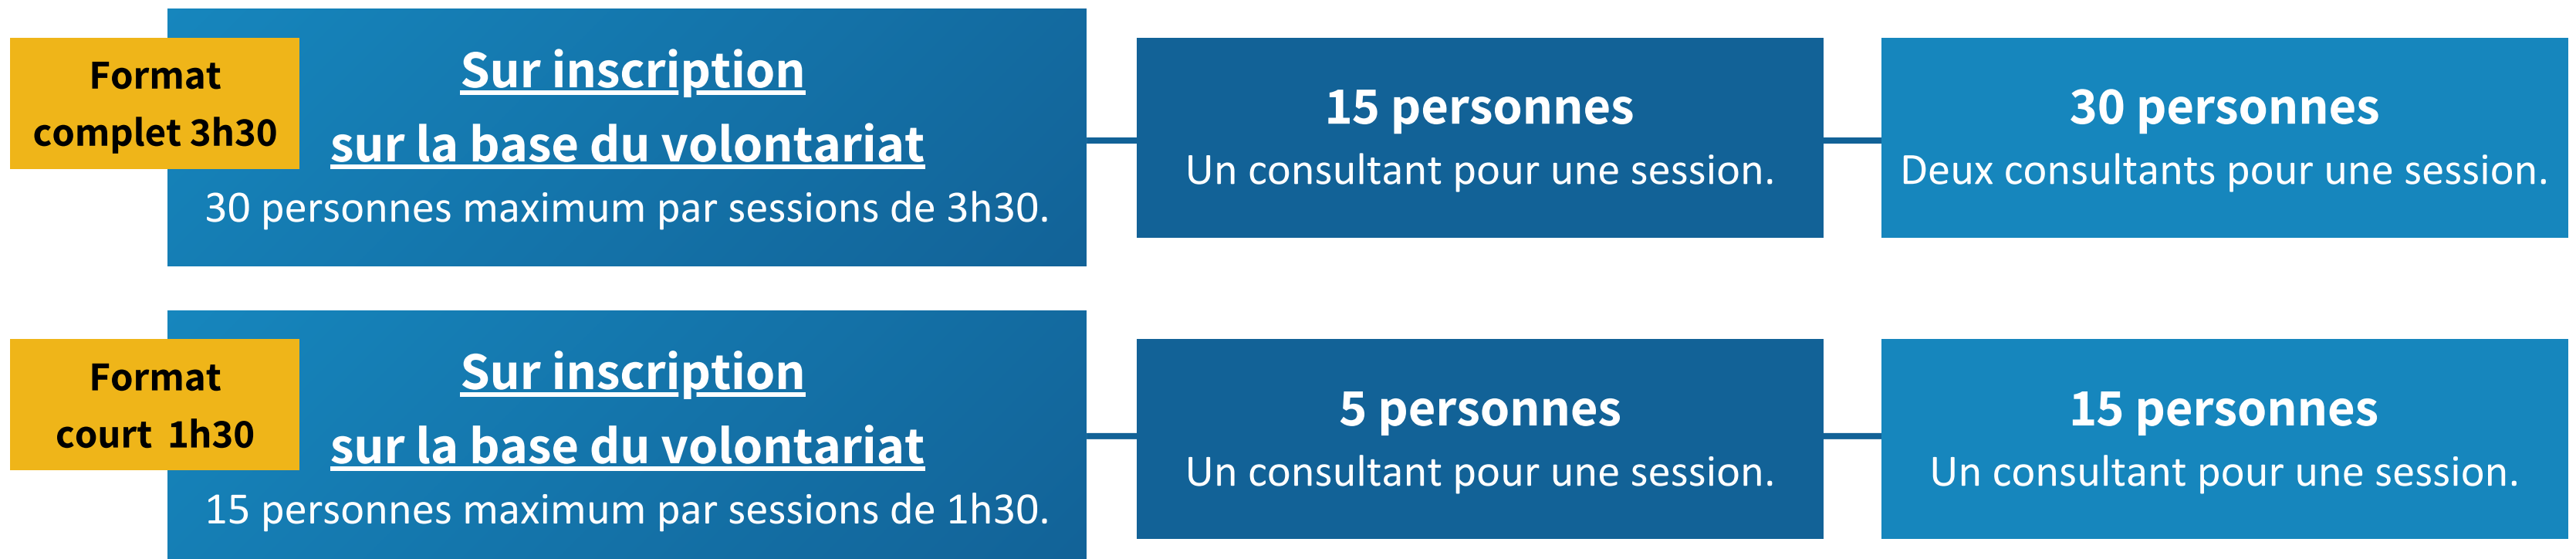 Format
complet 3h30
Sur inscription
sur la base du volontariat
30 personnes maximum par sessions de 3h30.
15 personnes
Un consultant pour une session.
30 personnes
Deux consultants pour une session.
Format
court 1h30
Sur inscription
sur la base du volontariat
15 personnes maximum par sessions de 1h30.
5 personnes
Un consultant pour une session.
15 personnes
Un consultant pour une session.